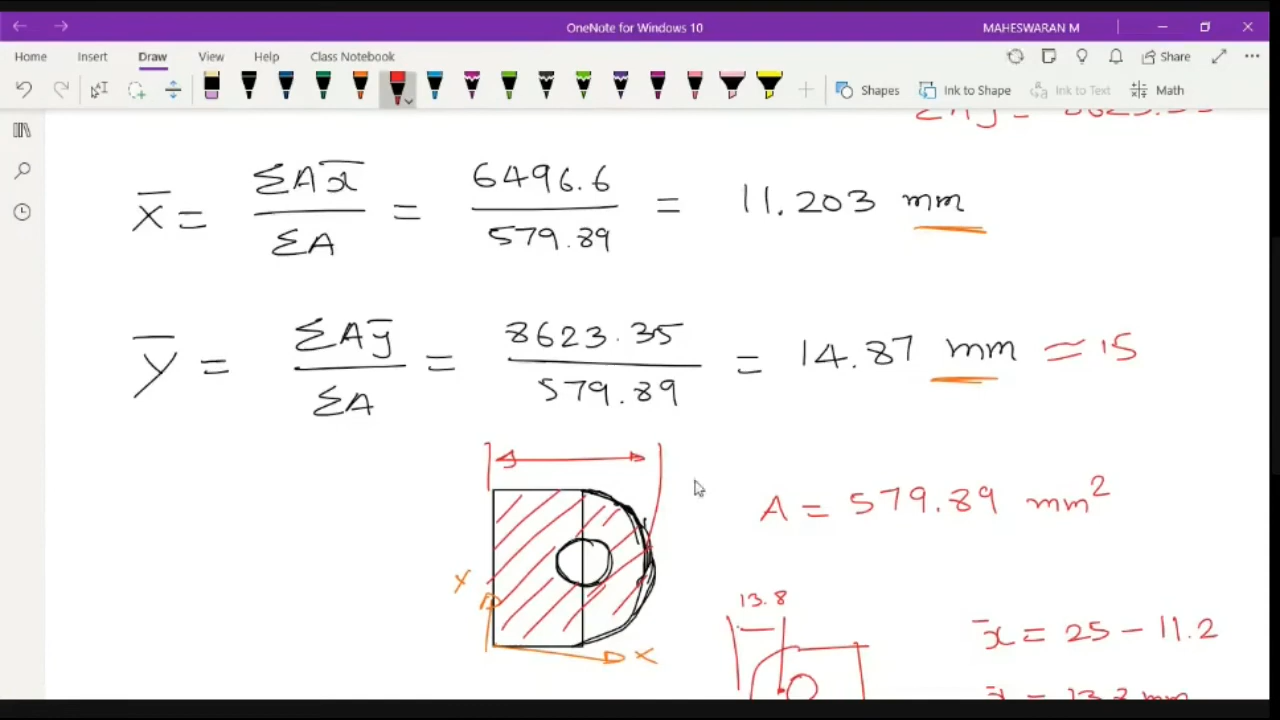 OneNote for Windows 10
MAHESWARAN M
Home Insert Draw View Help Class Notebook
Share
Shapes Ink to Shape Ink to Text Math
X̅ = ΣAx̅ / ΣA = 6496.6 / 579.89 = 11.203 mm
y̅ = ΣAy̅ / ΣA = 8623.35 / 579.89 = 14.87 mm ≈ 15
A = 579.89 mm²
Y
X
13.8
x̅ = 25 - 11.2